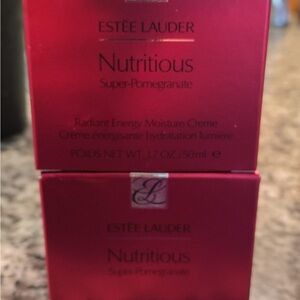 ESTĒE LAUDER
Nutritious
Super-Pomegranate
Radiant Energy Moisture Creme
Crème énergisante hydratation lumière
POIDS NET WT. 1.7 OZ./50 mL ℮
EL
ESTĒE LAUDER
Nutritious
Super-Pomegranate